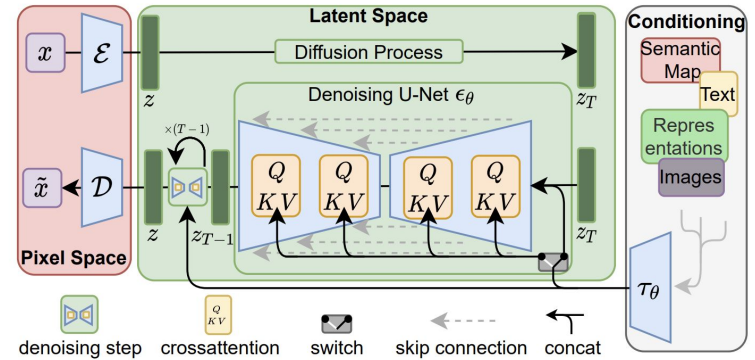 Latent Space
Conditioning
x
ℰ
z
Diffusion Process
z_T
Semantic
Map
Text
Repres
entations
Images
Denoising U-Net ϵ_θ
×(T−1)
Q
KV
Q
KV
Q
KV
Q
KV
x̃
𝒟
z
z_{T−1}
z_T
Pixel Space
τ_θ
Q
KV
denoising step
crossattention
switch
skip connection
concat